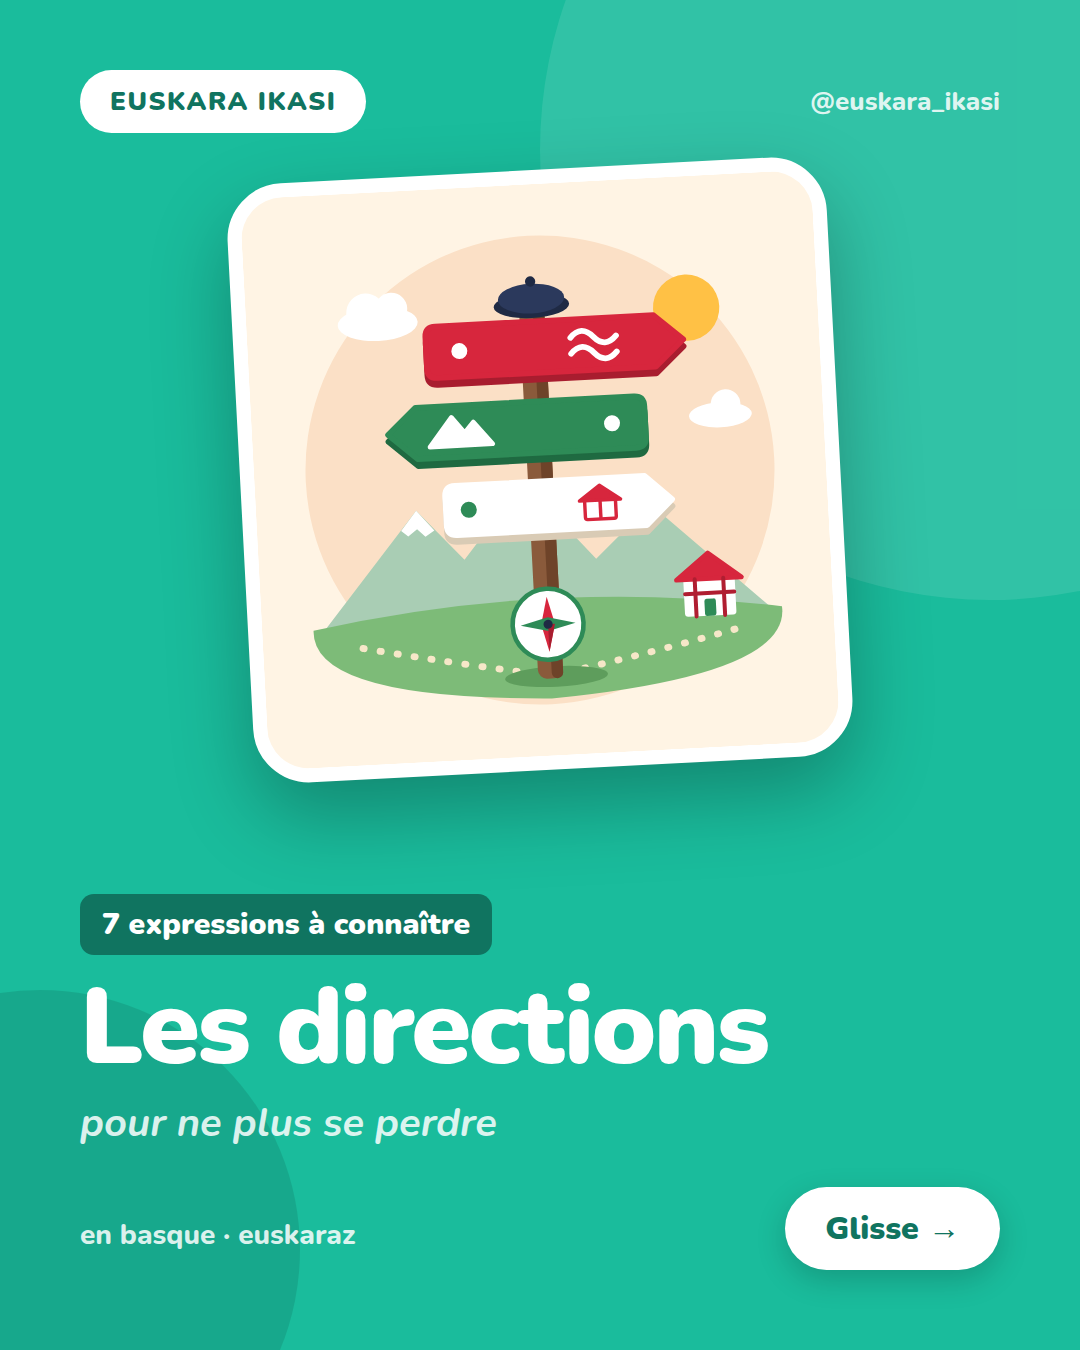 EUSKARA IKASI
@euskara_ikasi
7 expressions à connaître
Les directions
pour ne plus se perdre
en basque · euskaraz
Glisse →